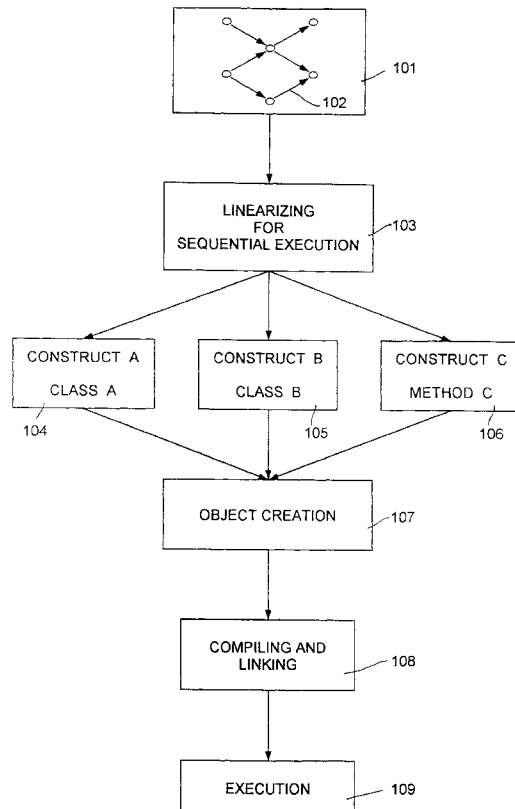 101
102
LINEARIZING
FOR
SEQUENTIAL EXECUTION
103
CONSTRUCT A
CLASS A
104
CONSTRUCT B
CLASS B
105
CONSTRUCT C
METHOD C
106
OBJECT CREATION
107
COMPILING AND
LINKING
108
EXECUTION
109